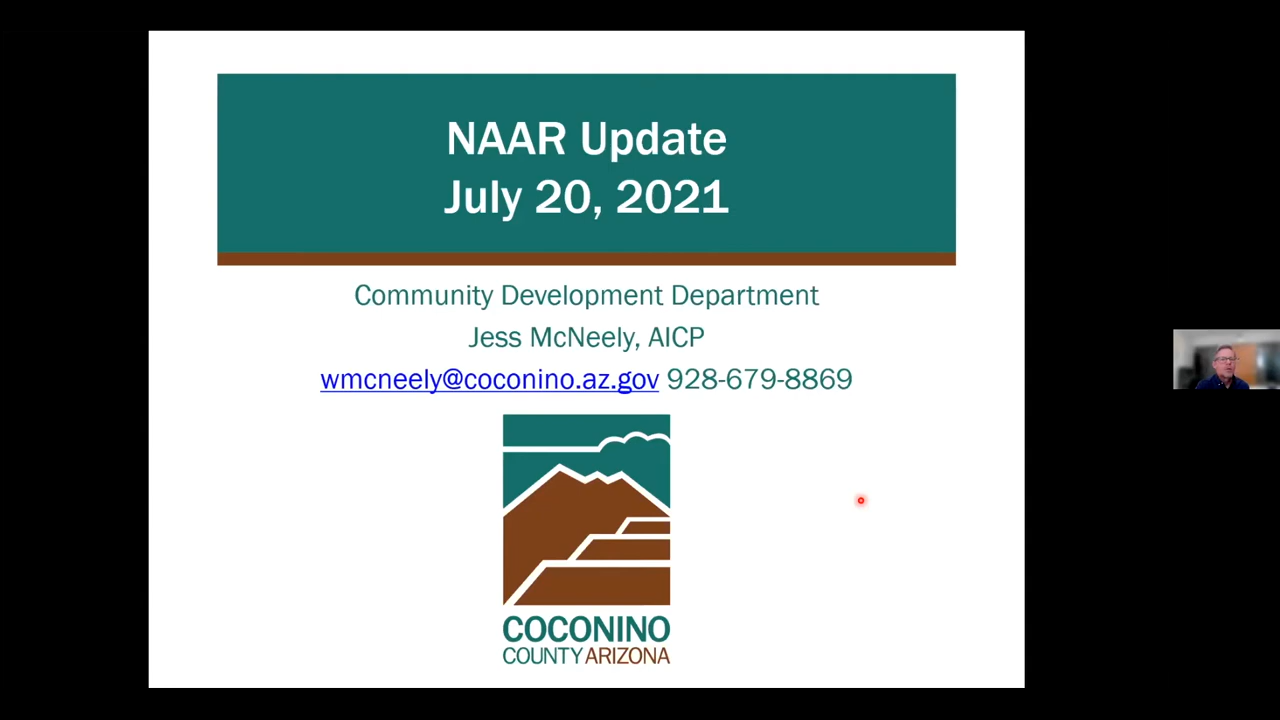 NAAR Update
July 20, 2021
Community Development Department
Jess McNeely, AICP
wmcneely@coconino.az.gov 928-679-8869
COCONINO
COUNTY ARIZONA